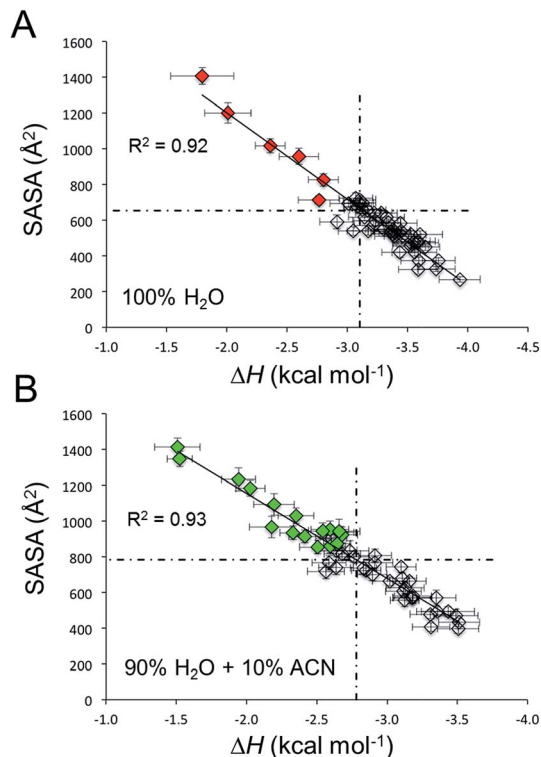 A
1600
1400
1200
1000
800
600
400
200
0
SASA (Å²)
R² = 0.92
100% H₂O
-1.0 -1.5 -2.0 -2.5 -3.0 -3.5 -4.0 -4.5
ΔH (kcal mol⁻¹)
B
1600
1400
1200
1000
800
600
400
200
0
SASA (Å²)
R² = 0.93
90% H₂O + 10% ACN
-1.0 -1.5 -2.0 -2.5 -3.0 -3.5 -4.0
ΔH (kcal mol⁻¹)